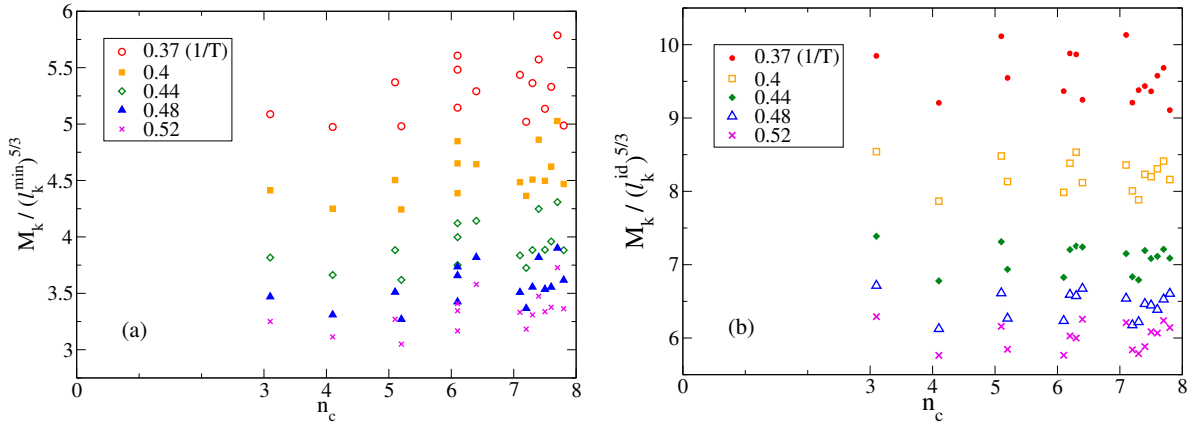 6
5.5
5
4.5
4
3.5
3
M_k / (l_k^min)^5/3
0.37 (1/T)
0.4
0.44
0.48
0.52
(a)
0 2 3 4 5 6 7 8
n_c
10
9
8
7
6
M_k / (l_k^id)^5/3
0.37 (1/T)
0.4
0.44
0.48
0.52
(b)
0 2 3 4 5 6 7 8
n_c